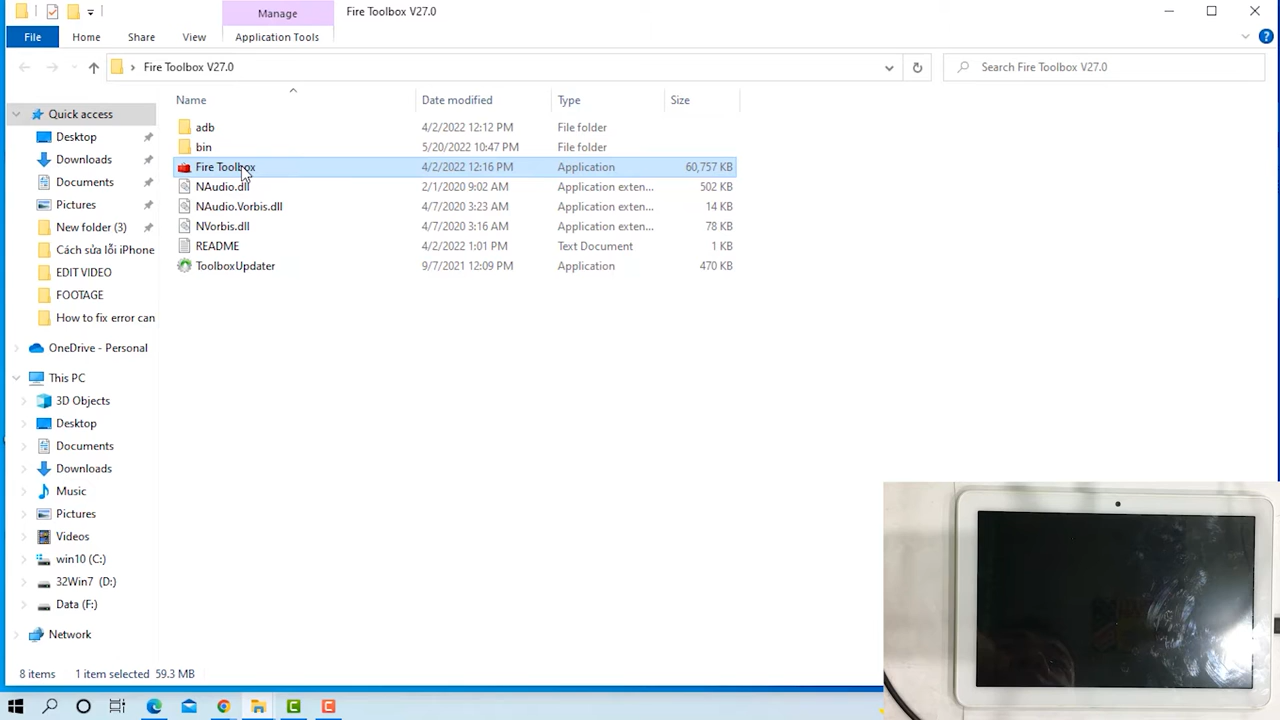 Manage
Fire Toolbox V27.0
File
Home
Share
View
Application Tools
Fire Toolbox V27.0
Search Fire Toolbox V27.0
Name
Date modified
Type
Size
Quick access
Desktop
Downloads
Documents
Pictures
New folder (3)
Cách sửa lỗi iPhone
EDIT VIDEO
FOOTAGE
How to fix error can
OneDrive - Personal
This PC
3D Objects
Desktop
Documents
Downloads
Music
Pictures
Videos
win10 (C:)
32Win7 (D:)
Data (F:)
Network
adb 4/2/2022 12:12 PM File folder
bin 5/20/2022 10:47 PM File folder
Fire Toolbox 4/2/2022 12:16 PM Application 60,757 KB
NAudio.dll 2/1/2020 9:02 AM Application exten... 502 KB
NAudio.Vorbis.dll 4/7/2020 3:23 AM Application exten... 14 KB
NVorbis.dll 4/7/2020 3:16 AM Application exten... 78 KB
README 4/2/2022 1:01 PM Text Document 1 KB
ToolboxUpdater 9/7/2021 12:09 PM Application 470 KB
8 items 1 item selected 59.3 MB